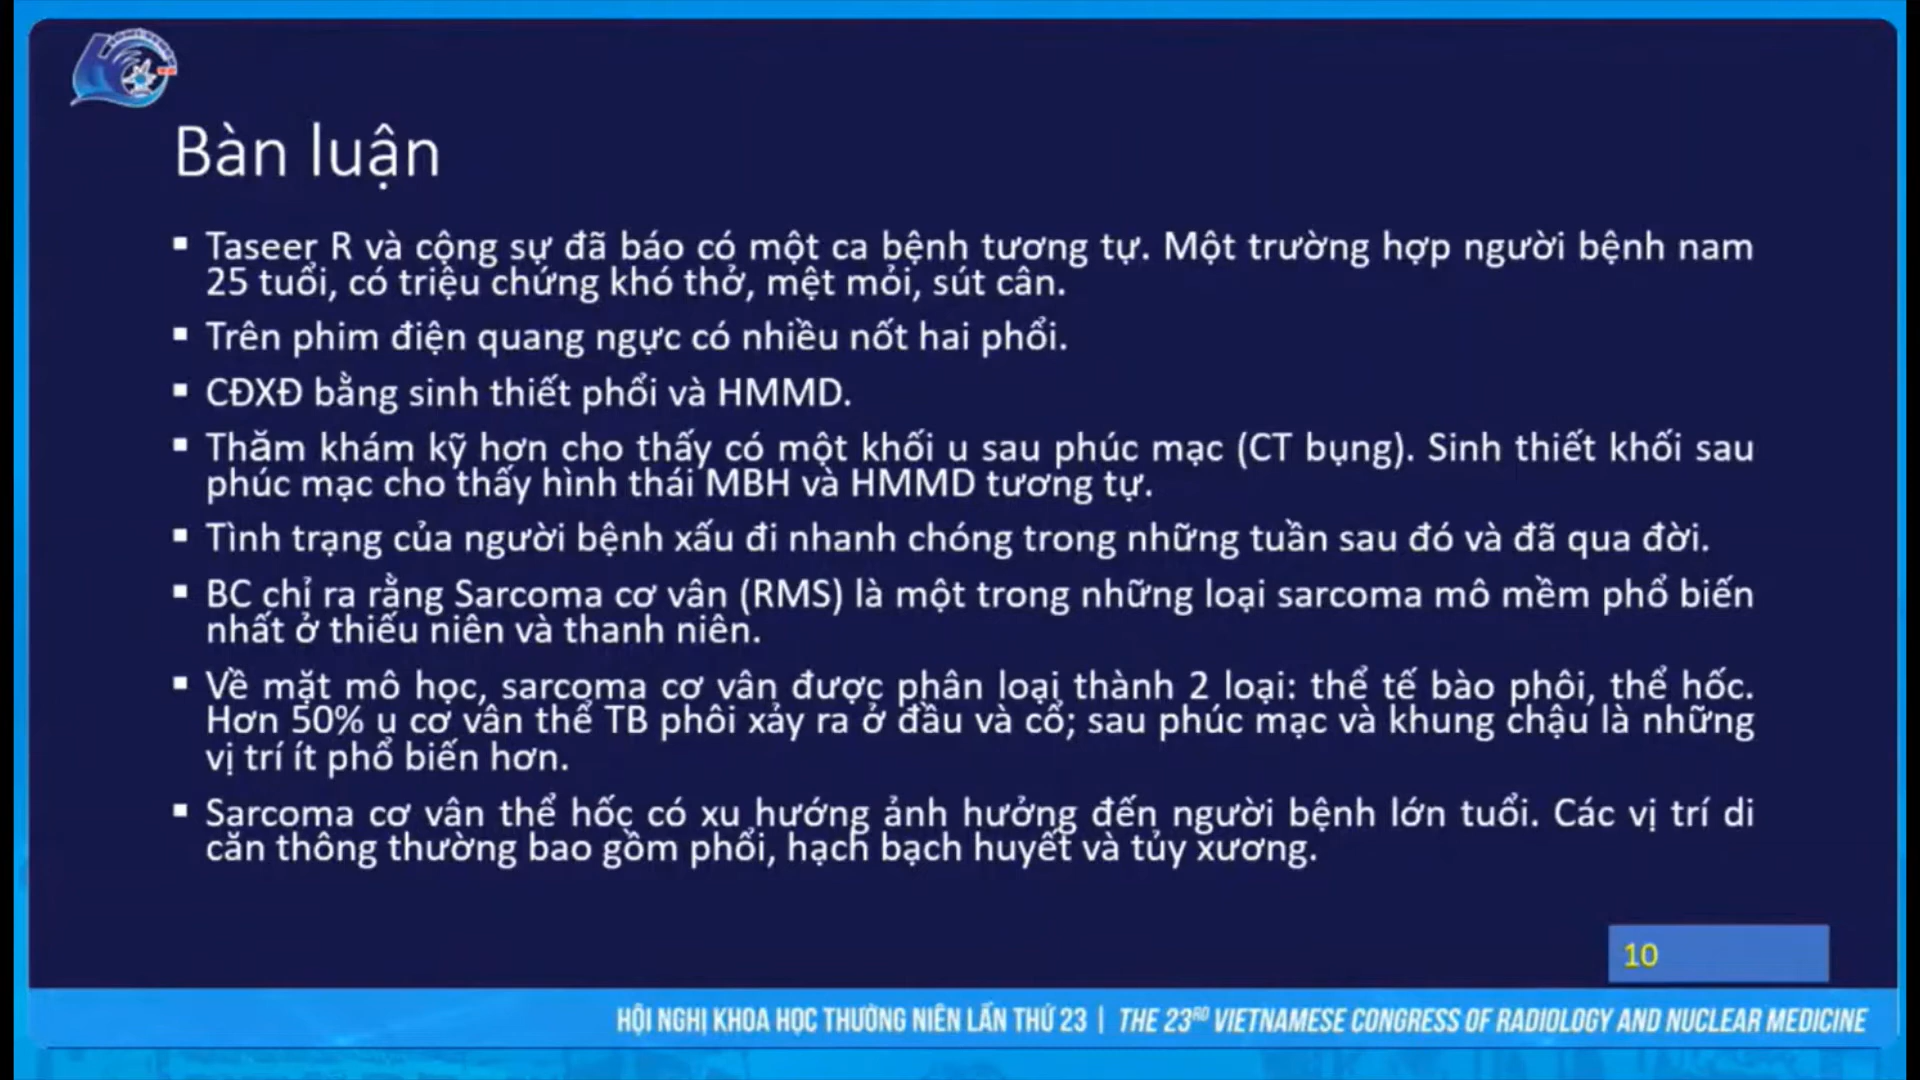 Bàn luận
▪ Taseer R và cộng sự đã báo có một ca bệnh tương tự. Một trường hợp người bệnh nam
25 tuổi, có triệu chứng khó thở, mệt mỏi, sút cân.
▪ Trên phim điện quang ngực có nhiều nốt hai phổi.
▪ CĐXĐ bằng sinh thiết phổi và HMMD.
▪ Thăm khám kỹ hơn cho thấy có một khối u sau phúc mạc (CT bụng). Sinh thiết khối sau
phúc mạc cho thấy hình thái MBH và HMMD tương tự.
▪ Tình trạng của người bệnh xấu đi nhanh chóng trong những tuần sau đó và đã qua đời.
▪ BC chỉ ra rằng Sarcoma cơ vân (RMS) là một trong những loại sarcoma mô mềm phổ biến
nhất ở thiếu niên và thanh niên.
▪ Về mặt mô học, sarcoma cơ vân được phân loại thành 2 loại: thể tế bào phôi, thể hốc.
Hơn 50% u cơ vân thể TB phôi xảy ra ở đầu và cổ; sau phúc mạc và khung chậu là những
vị trí ít phổ biến hơn.
▪ Sarcoma cơ vân thể hốc có xu hướng ảnh hưởng đến người bệnh lớn tuổi. Các vị trí di
căn thông thường bao gồm phổi, hạch bạch huyết và tủy xương.
10
HỘI NGHỊ KHOA HỌC THƯỜNG NIÊN LẦN THỨ 23 | THE 23RD VIETNAMESE CONGRESS OF RADIOLOGY AND NUCLEAR MEDICINE